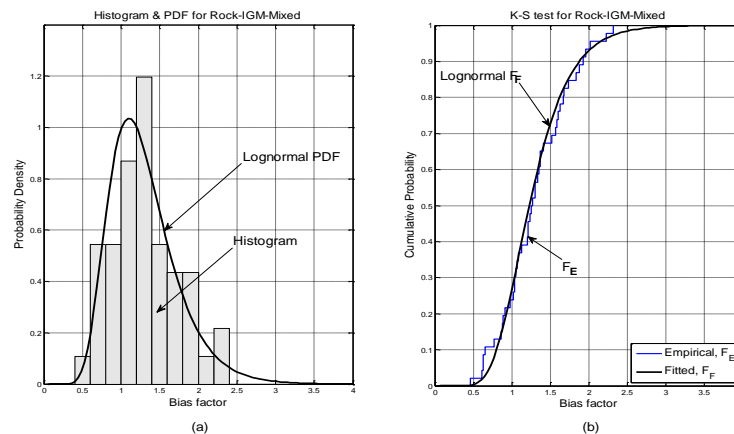 Histogram & PDF for Rock-IGM-Mixed
1.2
1
0.8
0.6
0.4
0.2
0
Probability Density
Lognormal PDF
Histogram
0 0.5 1 1.5 2 2.5 3 3.5 4
Bias factor
(a)
K-S test for Rock-IGM-Mixed
1
0.9
0.8
0.7
0.6
0.5
0.4
0.3
0.2
0.1
0
Cumulative Probability
Lognormal FF
FE
Empirical, FE
Fitted, FF
0 0.5 1 1.5 2 2.5 3 3.5
Bias factor
(b)